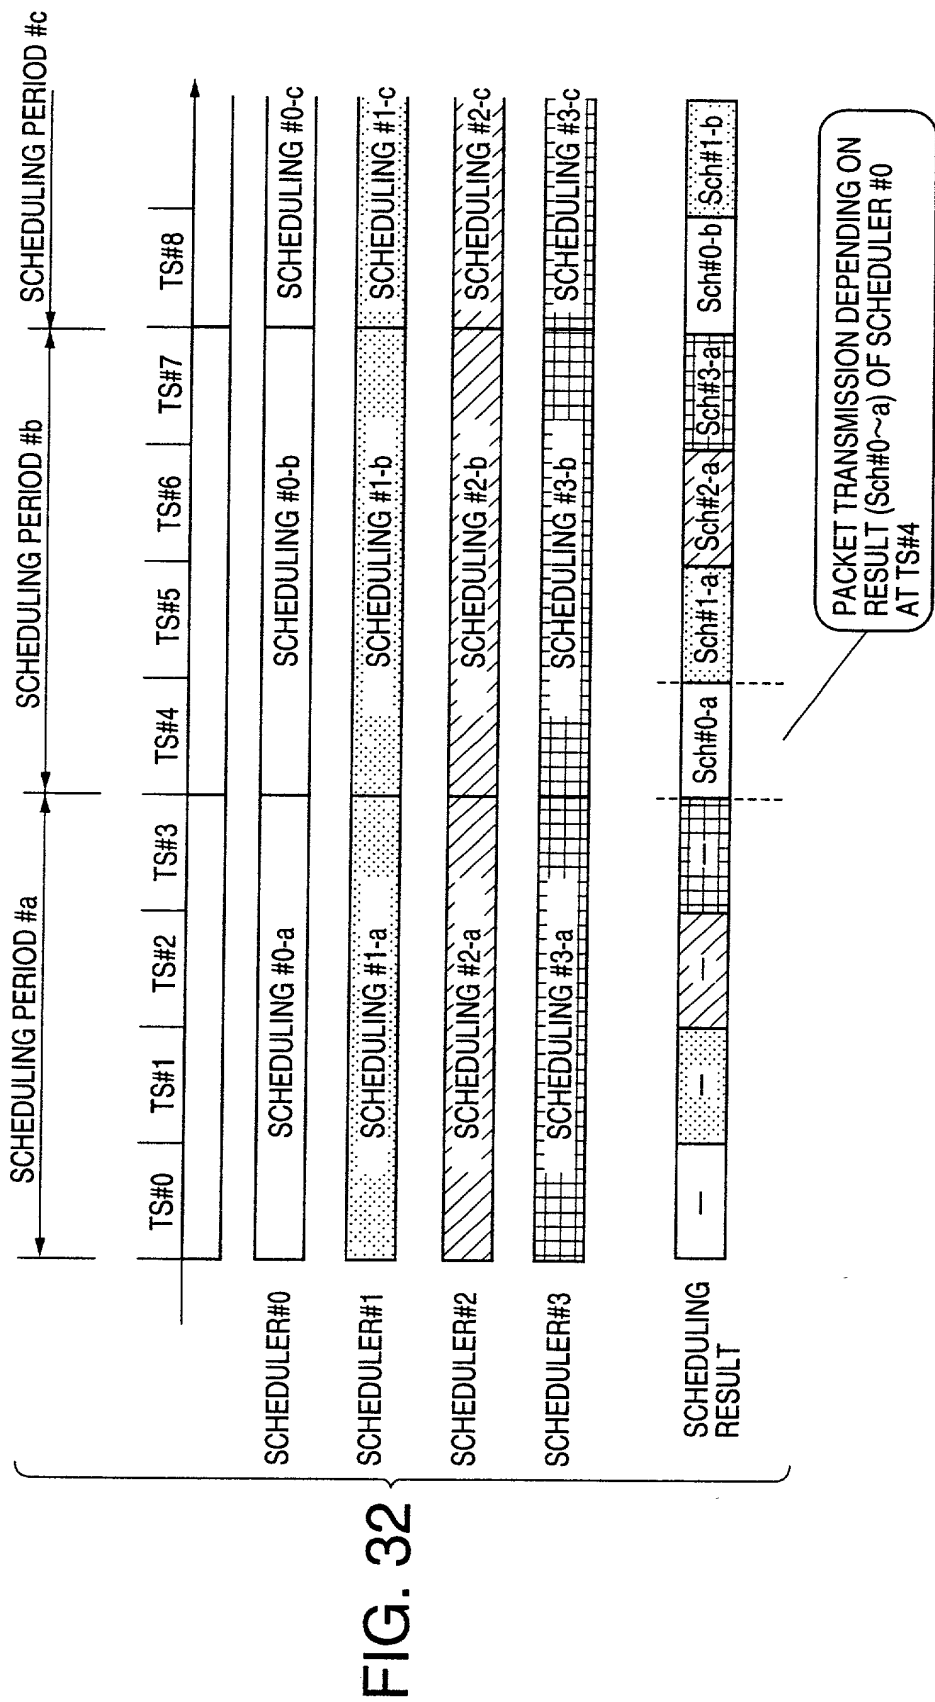 FIG. 32
SCHEDULING PERIOD #a
SCHEDULING PERIOD #b
SCHEDULING PERIOD #c
TS#0
TS#1
TS#2
TS#3
TS#4
TS#5
TS#6
TS#7
TS#8
SCHEDULER#0
SCHEDULING #0-a
SCHEDULING #0-b
SCHEDULING #0-c
SCHEDULER#1
SCHEDULING #1-a
SCHEDULING #1-b
SCHEDULING #1-c
SCHEDULER#2
SCHEDULING #2-a
SCHEDULING #2-b
SCHEDULING #2-c
SCHEDULER#3
SCHEDULING #3-a
SCHEDULING #3-b
SCHEDULING #3-c
SCHEDULING
RESULT
—
—
—
—
Sch#0-a
Sch#1-a
Sch#2-a
Sch#3-a
Sch#0-b
Sch#1-b
PACKET TRANSMISSION DEPENDING ON
RESULT (Sch#0~a) OF SCHEDULER #0
AT TS#4